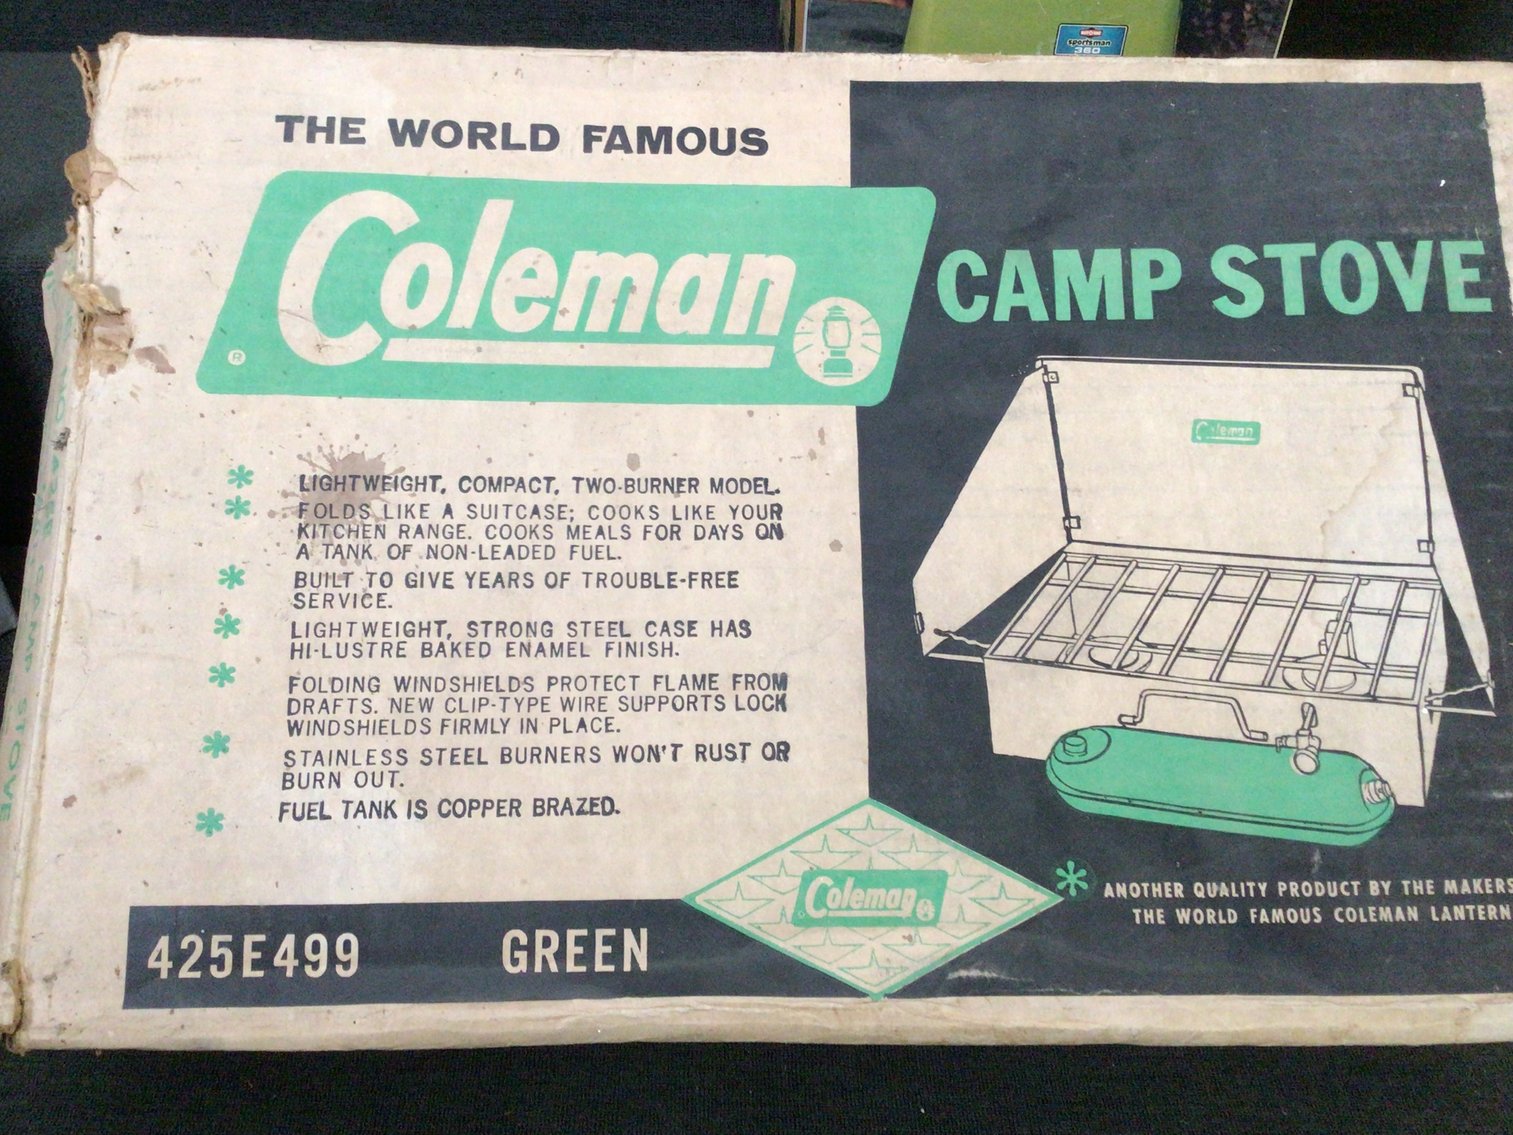 sportsman
360
THE WORLD FAMOUS
Coleman
®
CAMP STOVE
Coleman
* LIGHTWEIGHT, COMPACT, TWO-BURNER MODEL.
* FOLDS LIKE A SUITCASE; COOKS LIKE YOUR
KITCHEN RANGE. COOKS MEALS FOR DAYS ON
A TANK OF NON-LEADED FUEL.
* BUILT TO GIVE YEARS OF TROUBLE-FREE
SERVICE.
* LIGHTWEIGHT, STRONG STEEL CASE HAS
HI-LUSTRE BAKED ENAMEL FINISH.
* FOLDING WINDSHIELDS PROTECT FLAME FROM
DRAFTS. NEW CLIP-TYPE WIRE SUPPORTS LOCK
WINDSHIELDS FIRMLY IN PLACE.
* STAINLESS STEEL BURNERS WON'T RUST OR
BURN OUT.
* FUEL TANK IS COPPER BRAZED.
Coleman
* ANOTHER QUALITY PRODUCT BY THE MAKERS
THE WORLD FAMOUS COLEMAN LANTERN
425E499 GREEN
CAMP STOVE